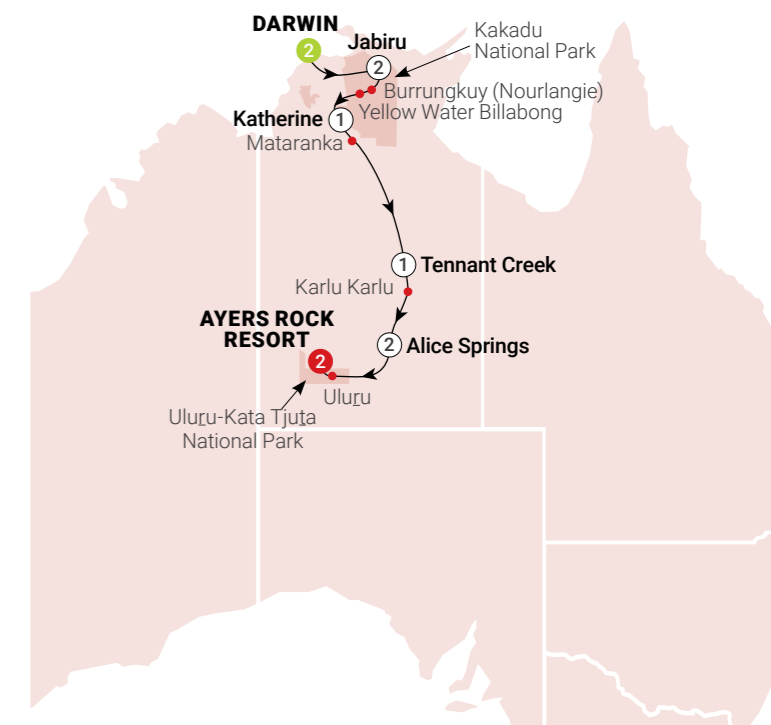 DARWIN
2
Jabiru
2
Kakadu
National Park
Burrungkuy (Nourlangie)
Yellow Water Billabong
Katherine 1
Mataranka
1 Tennant Creek
Karlu Karlu
AYERS ROCK
RESORT
2
2 Alice Springs
Uluṟu
Uluṟu-Kata Tjuṯa
National Park